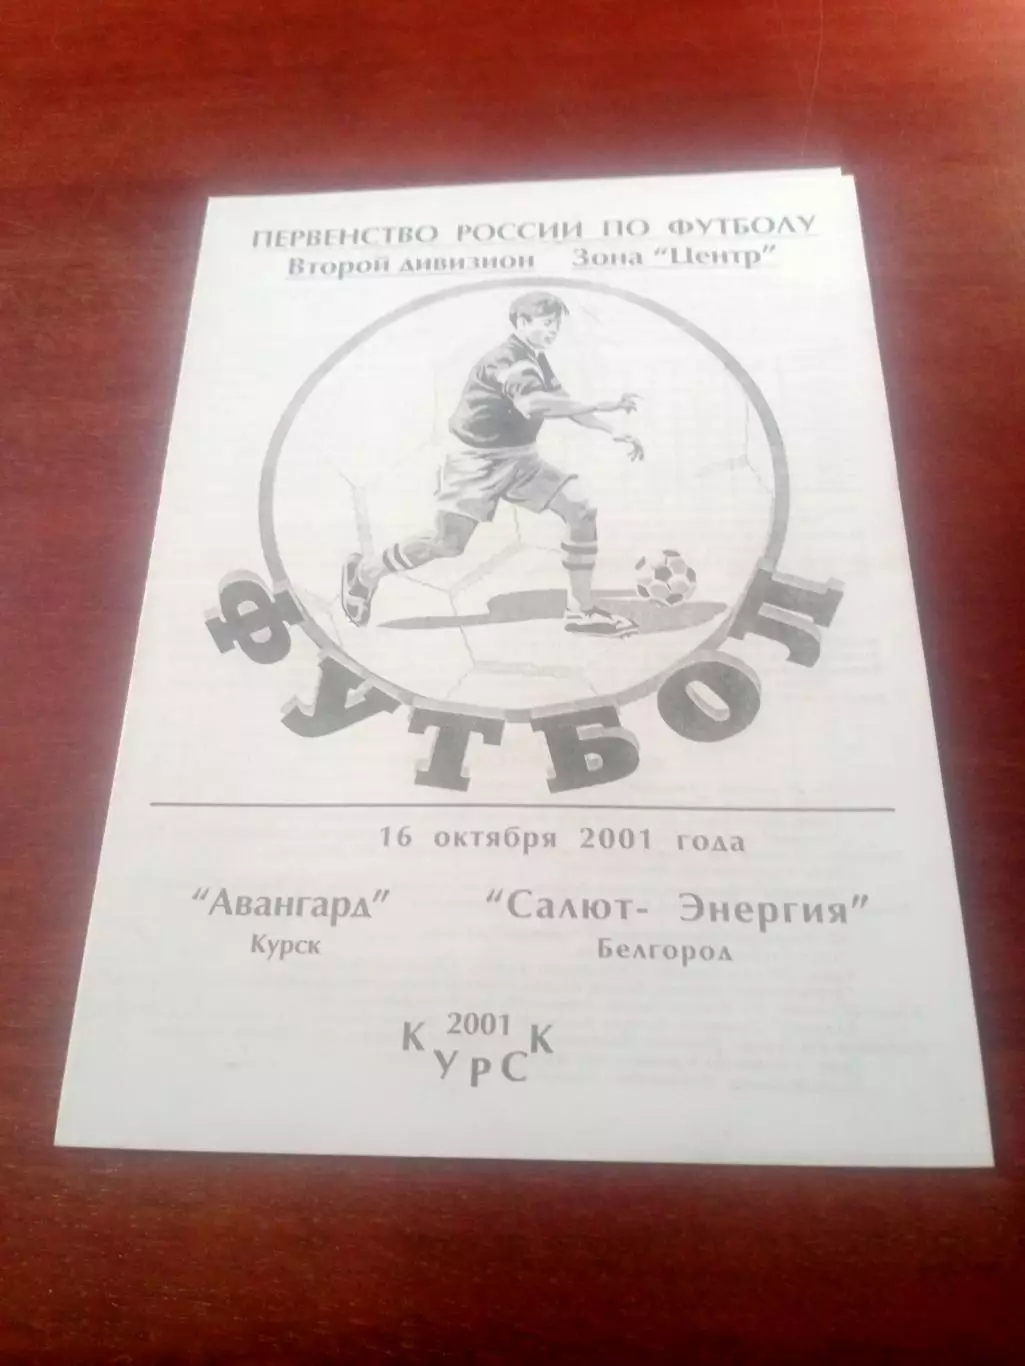 ПЕРВЕНСТВО РОССИИ ПО ФУТБОЛУ
Второй дивизион Зона "Центр"
ФУТБОЛ
16 октября 2001 года
"Авангард" "Салют- Энергия"
Курск Белгород
2001
КУРСК